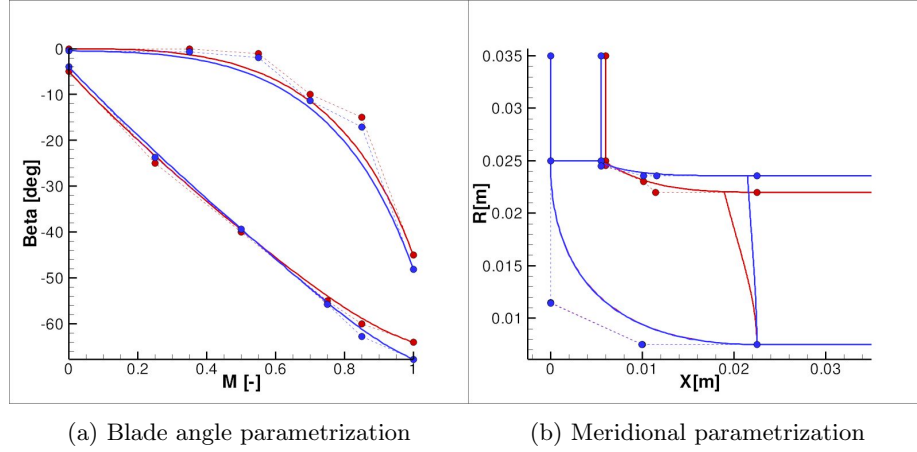 0
-10
-20
-30
-40
-50
-60
Beta [deg]
0 0.2 0.4 0.6 0.8 1
M [-]
0.035
0.03
0.025
0.02
0.015
0.01
R[m]
0 0.01 0.02 0.03
X[m]
(a) Blade angle parametrization
(b) Meridional parametrization